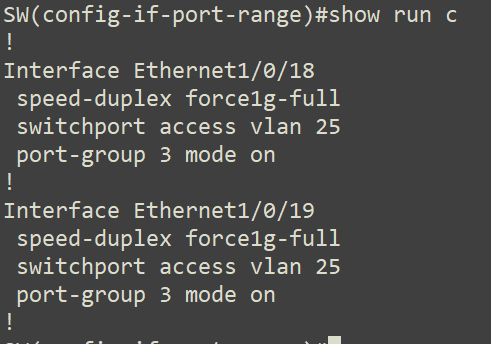 SW(config-if-port-range)#show run c
!
Interface Ethernet1/0/18
 speed-duplex force1g-full
 switchport access vlan 25
 port-group 3 mode on
!
Interface Ethernet1/0/19
 speed-duplex force1g-full
 switchport access vlan 25
 port-group 3 mode on
!